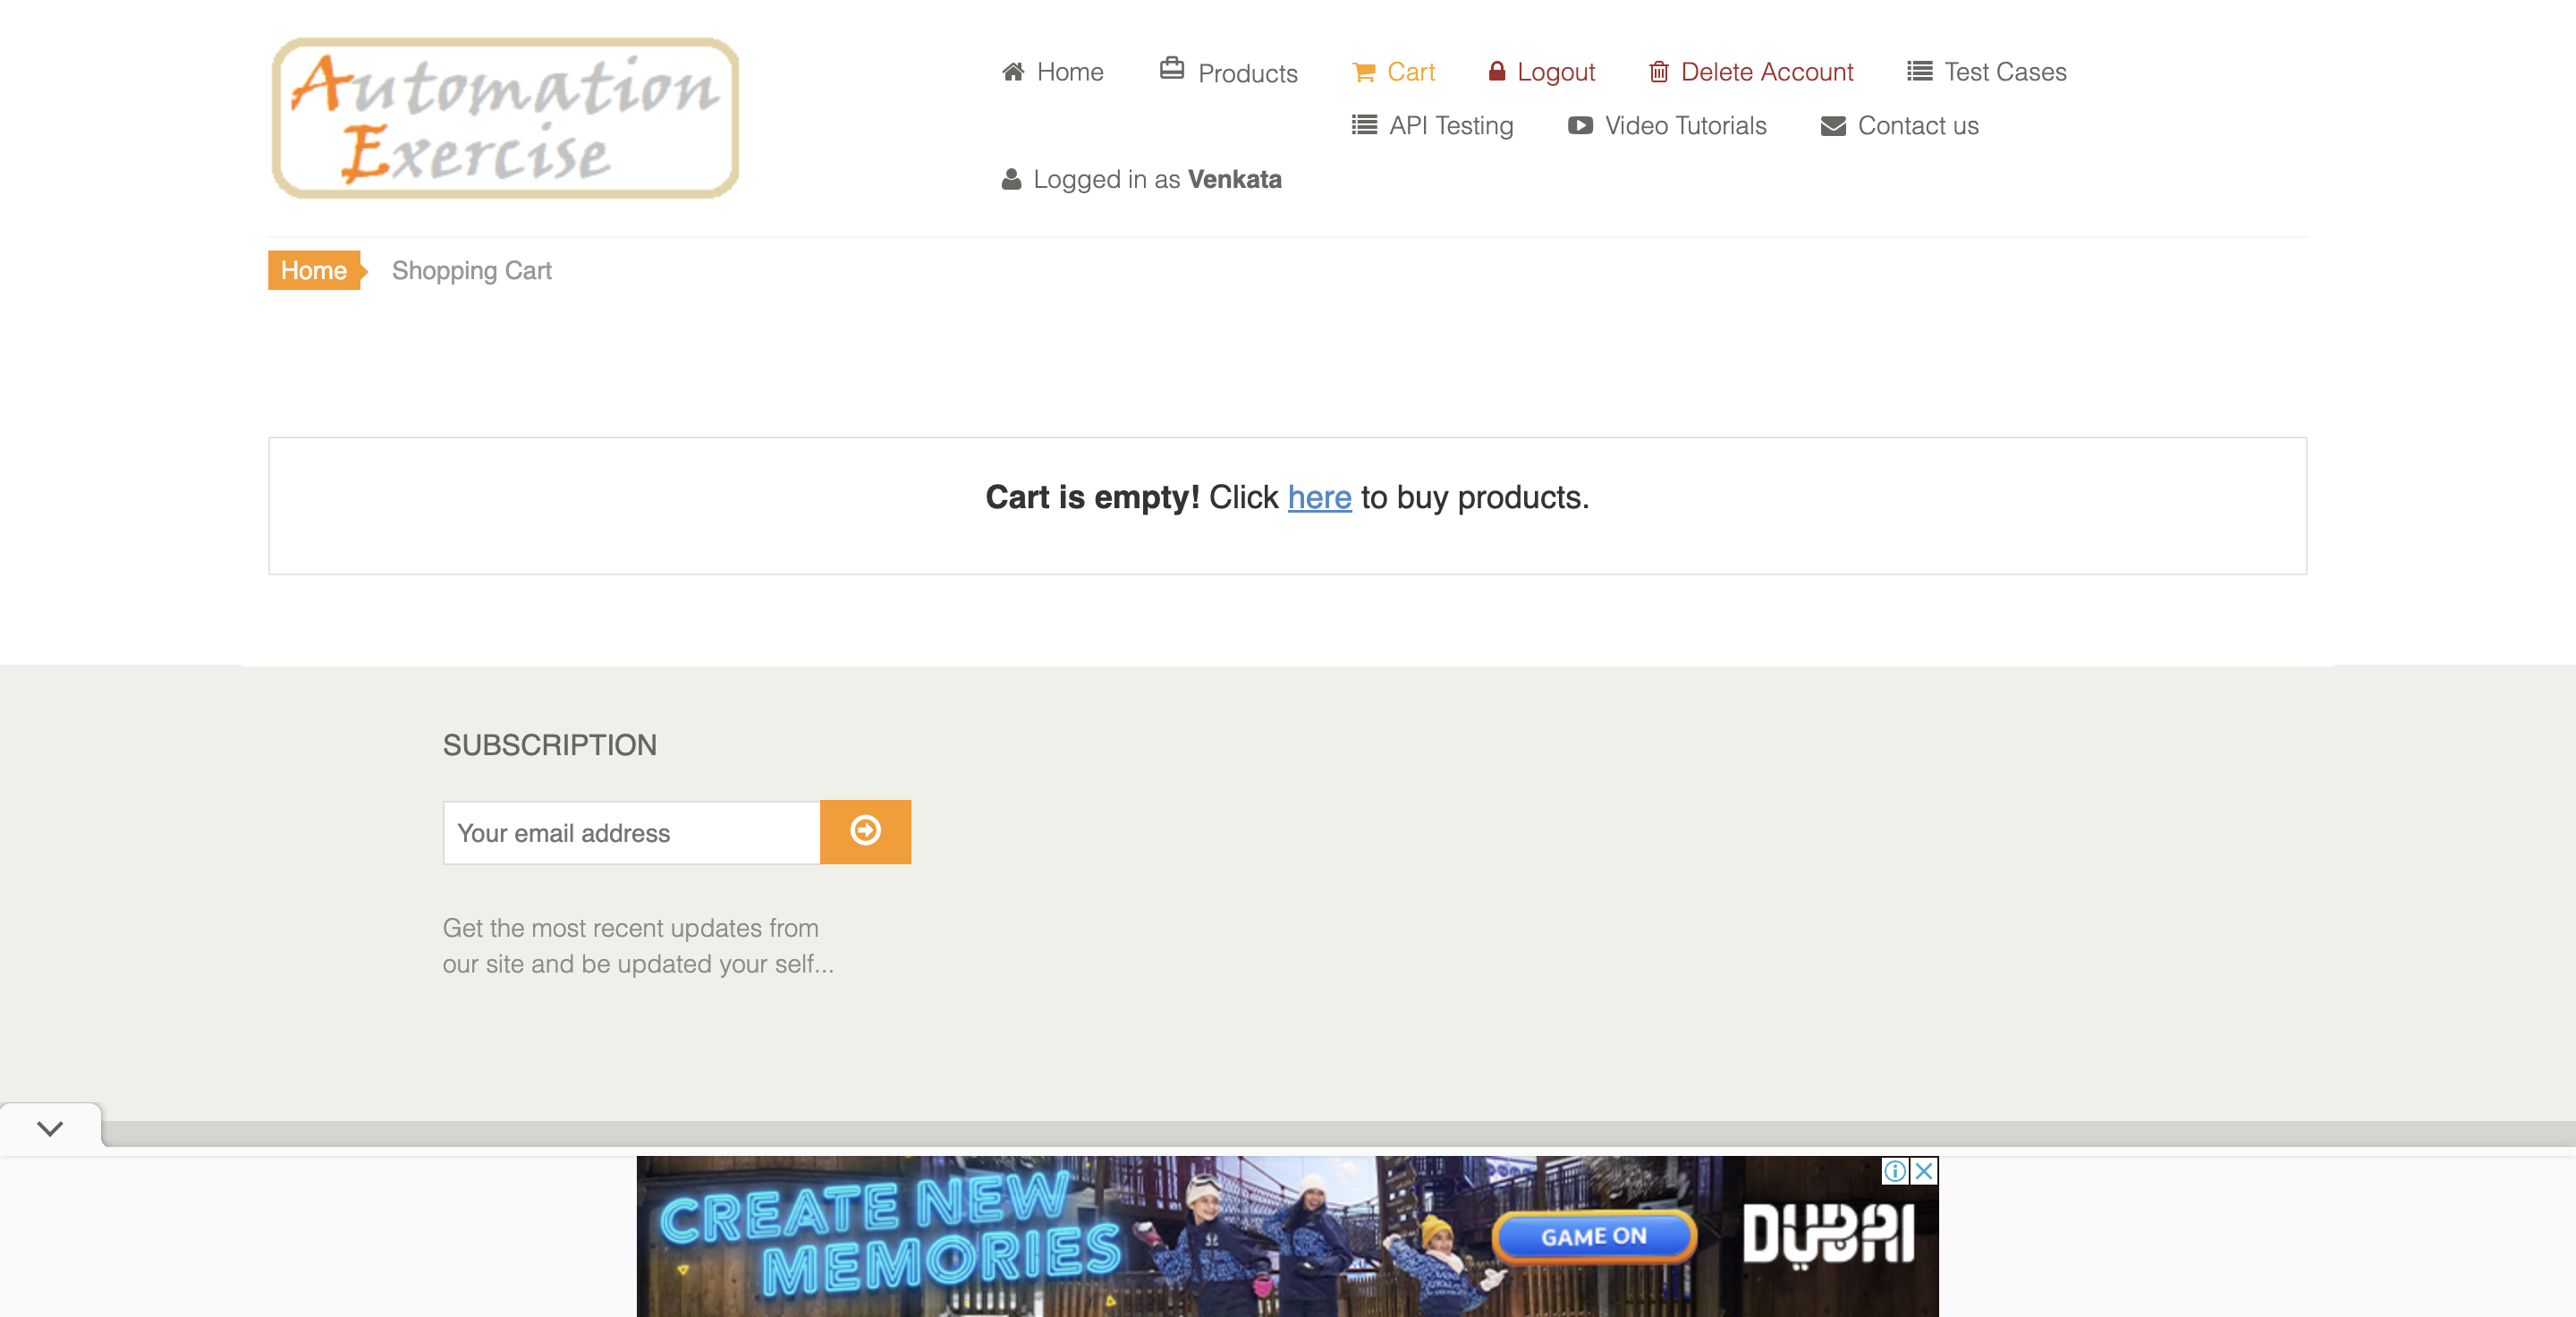 Automation
Exercise
Home Products Cart Logout Delete Account Test Cases
API Testing Video Tutorials Contact us
Logged in as Venkata
Home Shopping Cart
Cart is empty! Click here to buy products.
SUBSCRIPTION
Your email address
Get the most recent updates from
our site and be updated your self...
CREATE NEW
MEMORIES
GAME ON
DUBAI